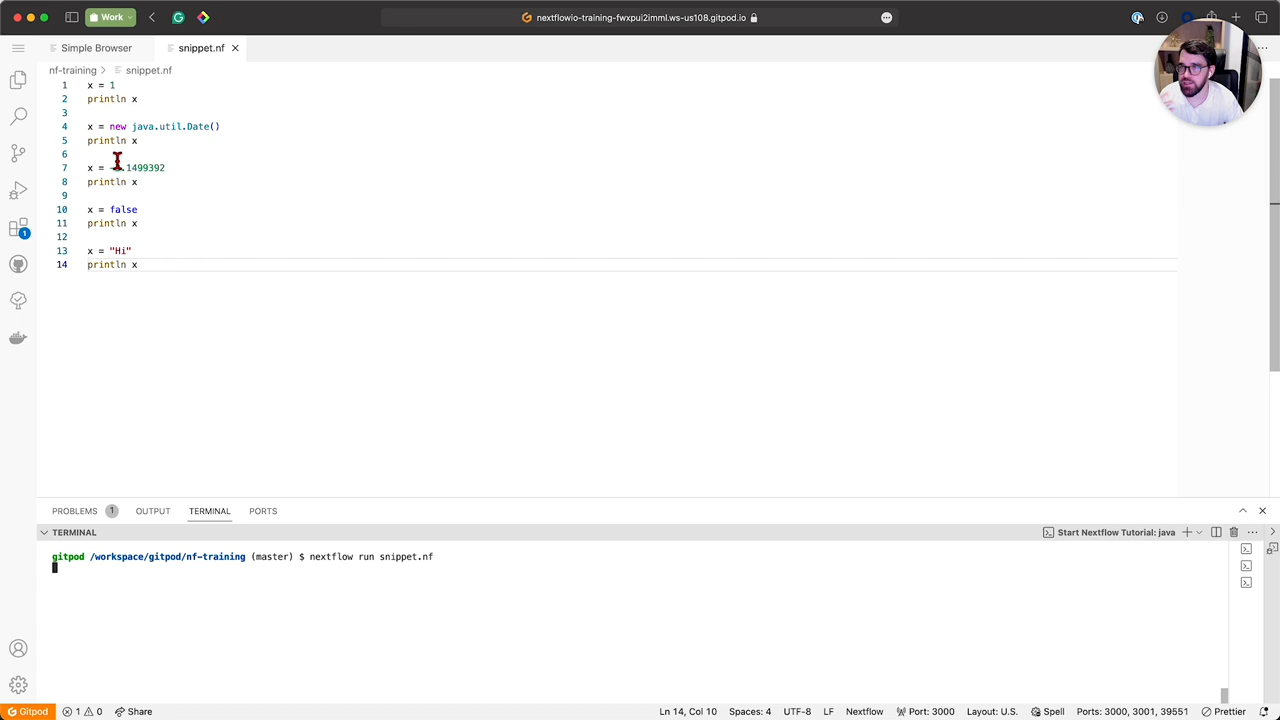 Work
nextflowio-training-fwxpui2imml.ws-us108.gitpod.io
Simple Browser
snippet.nf
nf-training > snippet.nf
1 x = 1
2 println x
3
4 x = new java.util.Date()
5 println x
6
7 x = .1499392
8 println x
9
10 x = false
11 println x
12
13 x = "Hi"
14 println x
1
PROBLEMS 1 OUTPUT TERMINAL PORTS
TERMINAL
Start Nextflow Tutorial: java
gitpod /workspace/gitpod/nf-training (master) $ nextflow run snippet.nf
Gitpod 1 0 Share Ln 14, Col 10 Spaces: 4 UTF-8 LF Nextflow Port: 3000 Layout: U.S. Spell Ports: 3000, 3001, 39551 Prettier